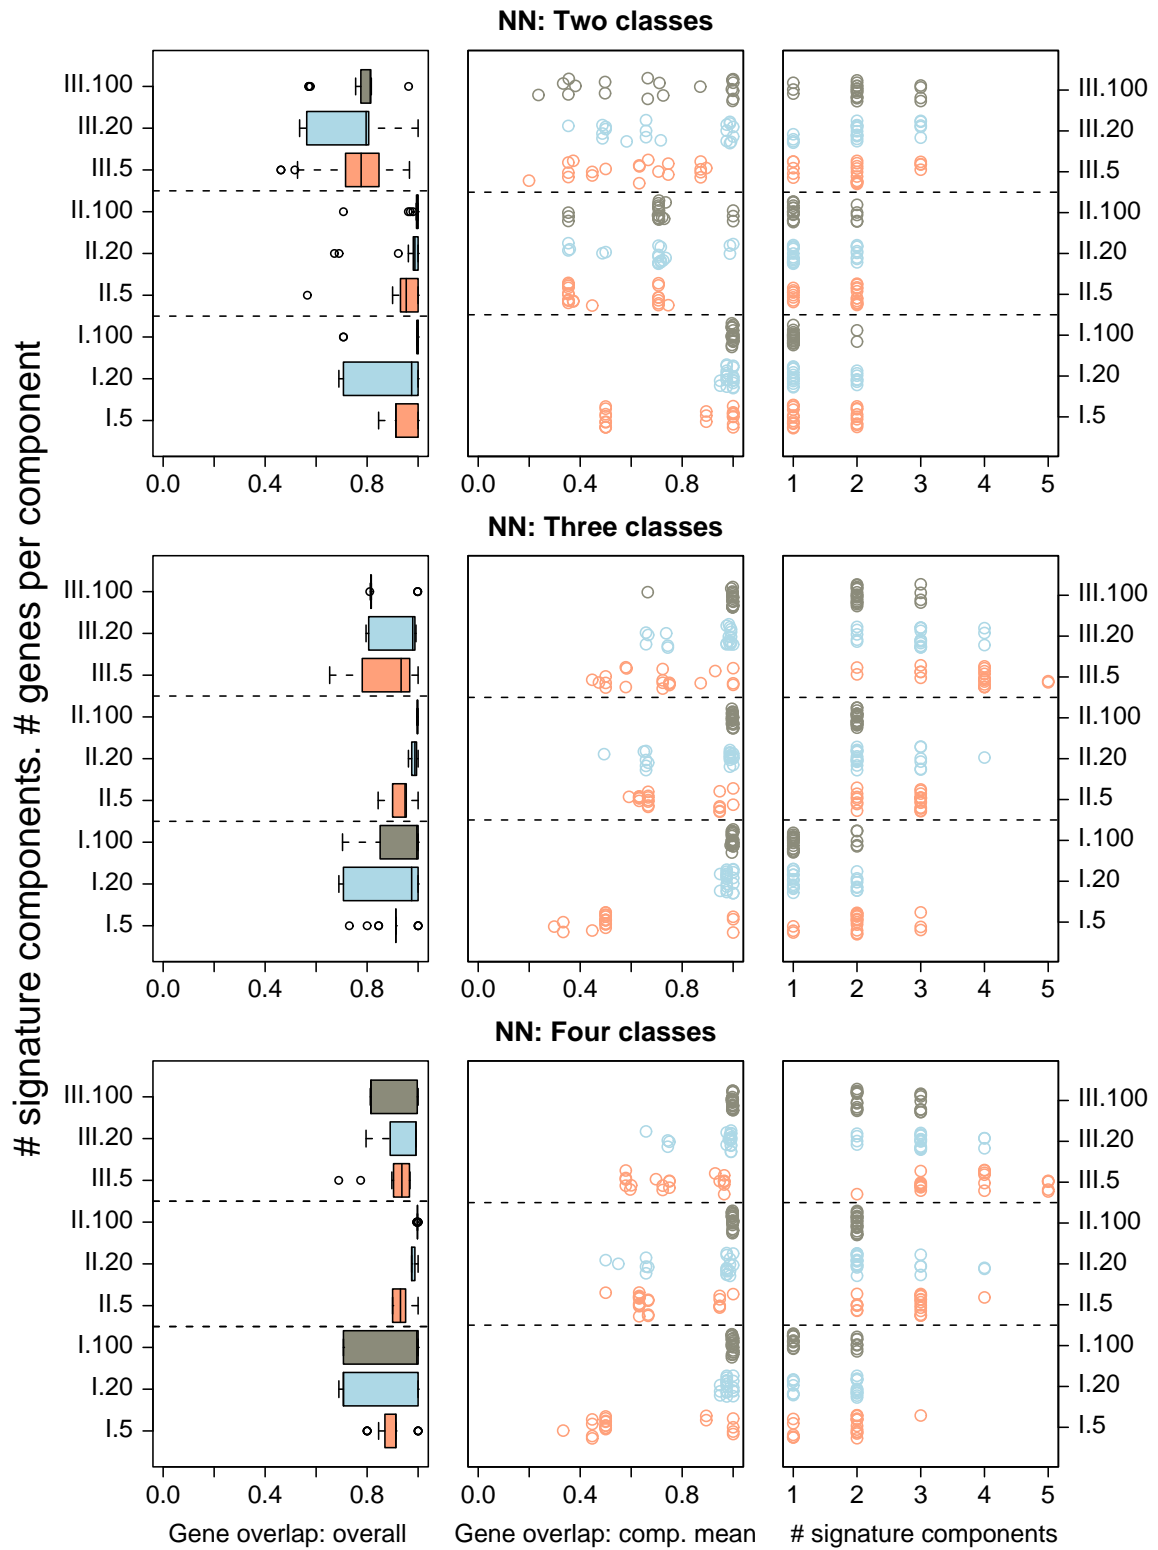 NN: Two classes
III.100
III.20
III.5
II.100
II.20
II.5
I.100
I.20
I.5
III.100
III.20
III.5
II.100
II.20
II.5
I.100
I.20
I.5
0.0 0.4 0.8
0.0 0.4 0.8
1 2 3 4 5
NN: Three classes
III.100
III.20
III.5
II.100
II.20
II.5
I.100
I.20
I.5
III.100
III.20
III.5
II.100
II.20
II.5
I.100
I.20
I.5
0.0 0.4 0.8
0.0 0.4 0.8
1 2 3 4 5
NN: Four classes
III.100
III.20
III.5
II.100
II.20
II.5
I.100
I.20
I.5
III.100
III.20
III.5
II.100
II.20
II.5
I.100
I.20
I.5
0.0 0.4 0.8
0.0 0.4 0.8
1 2 3 4 5
Gene overlap: overall
Gene overlap: comp. mean
# signature components
# signature components. # genes per component